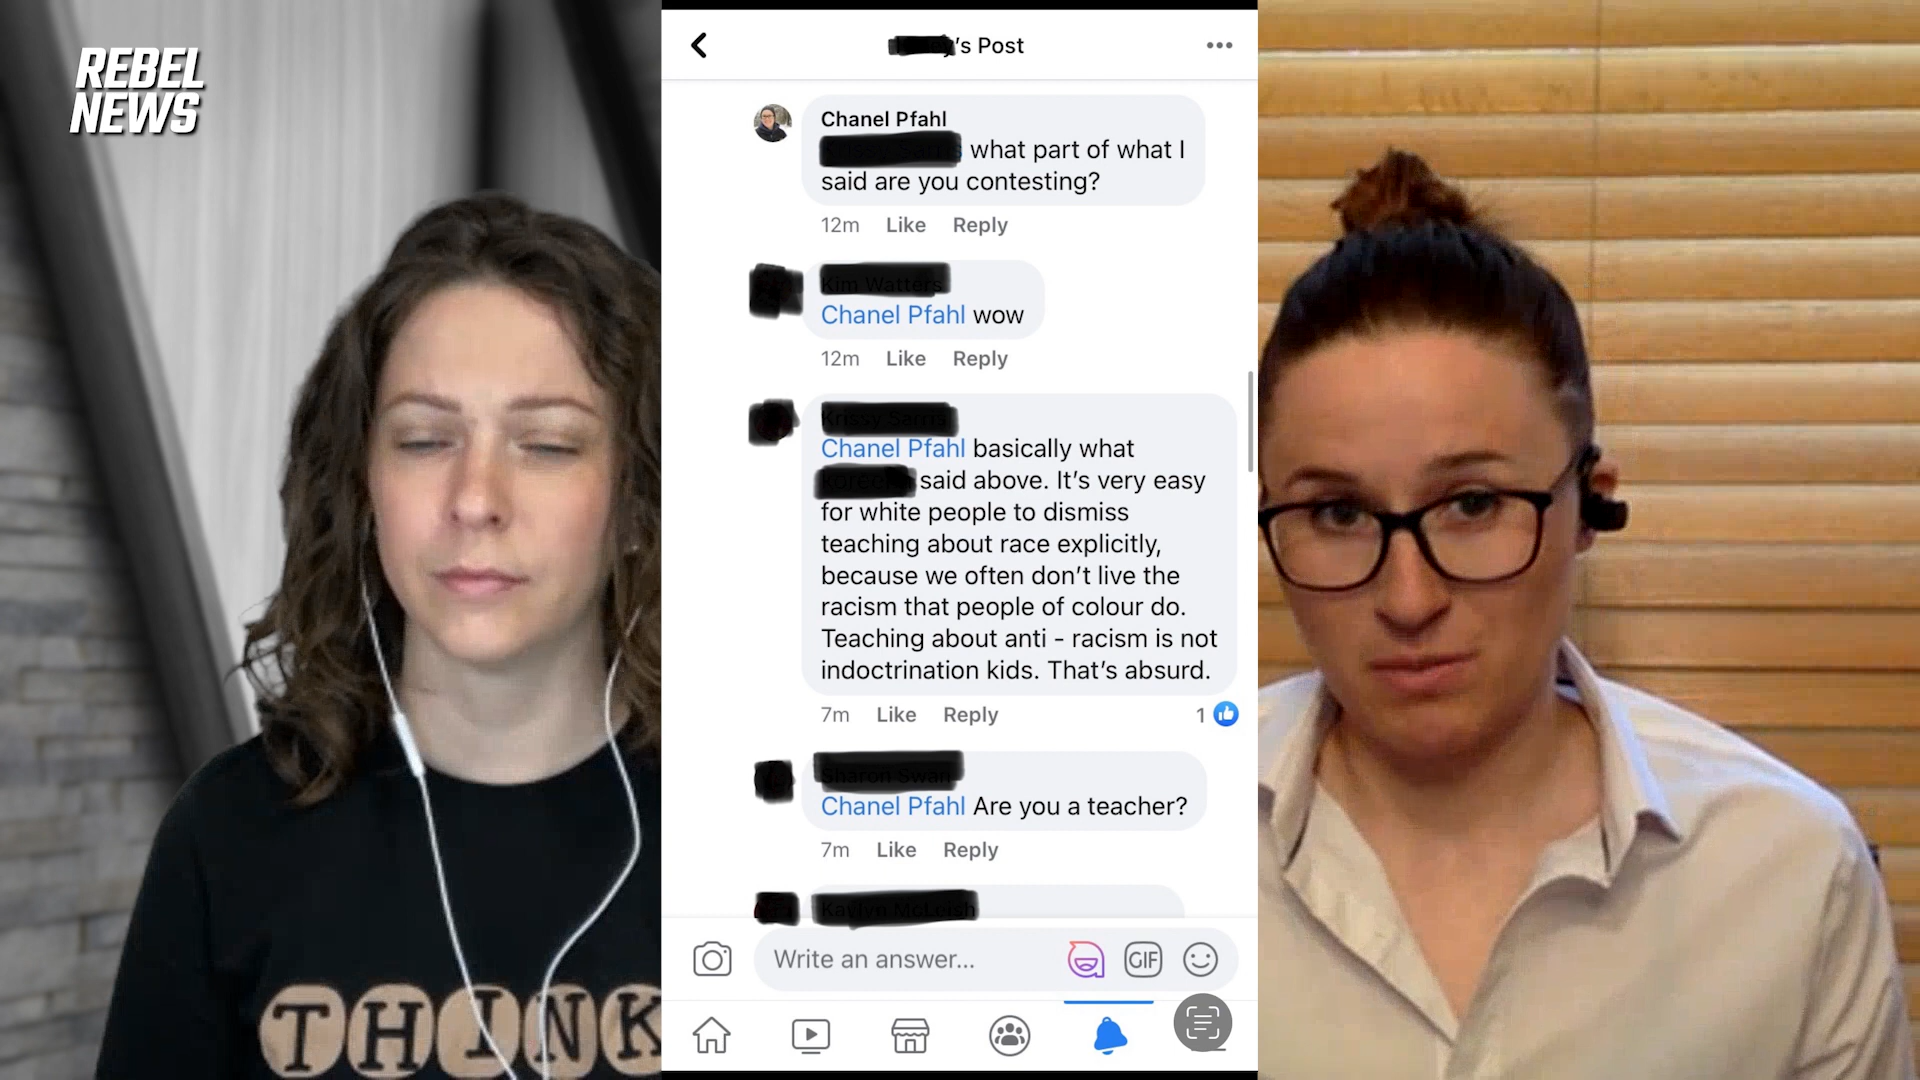 REBEL
NEWS
's Post
Chanel Pfahl
what part of what I
said are you contesting?
12m Like Reply
Chanel Pfahl wow
12m Like Reply
Chanel Pfahl basically what
said above. It's very easy
for white people to dismiss
teaching about race explicitly,
because we often don't live the
racism that people of colour do.
Teaching about anti - racism is not
indoctrination kids. That's absurd.
7m Like Reply 1
Chanel Pfahl Are you a teacher?
7m Like Reply
Write an answer... GIF
THINK